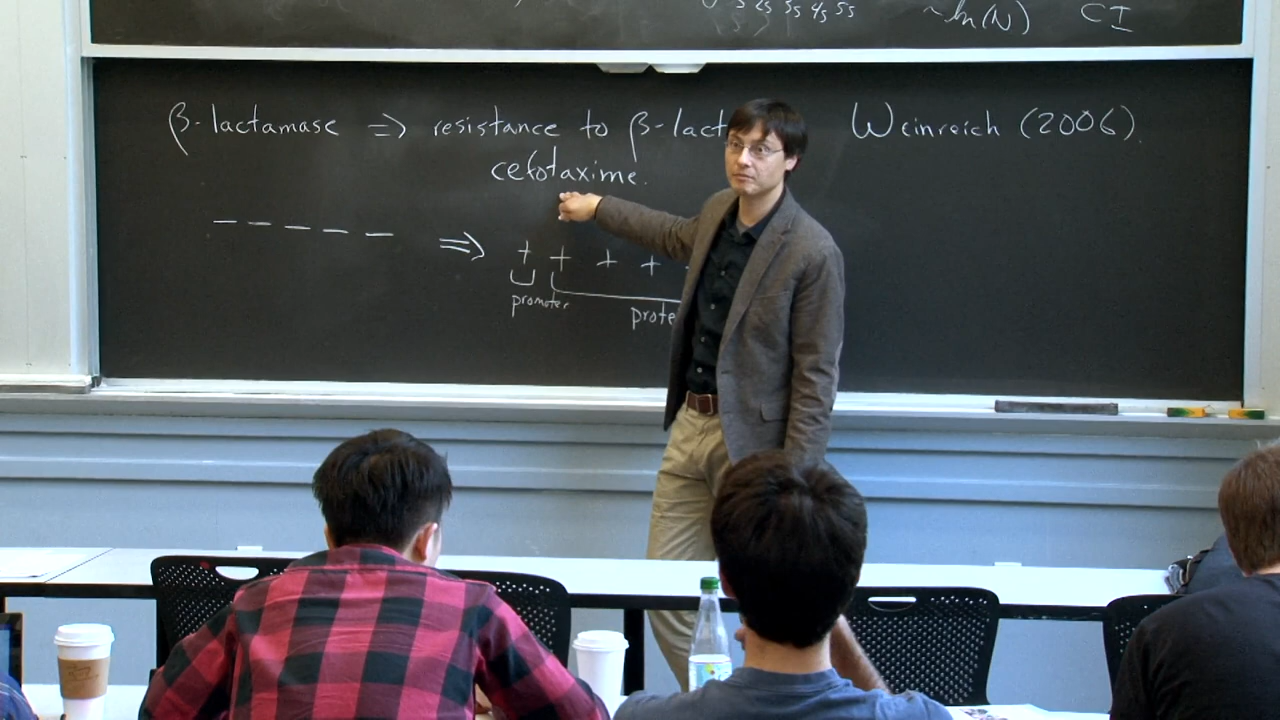 ~ ln(N) CI
β-lactamase ⇒ resistance to β-lact Weinreich (2006)
cefotaxime.
– – – – – ⇒ + + + +
promoter
prote